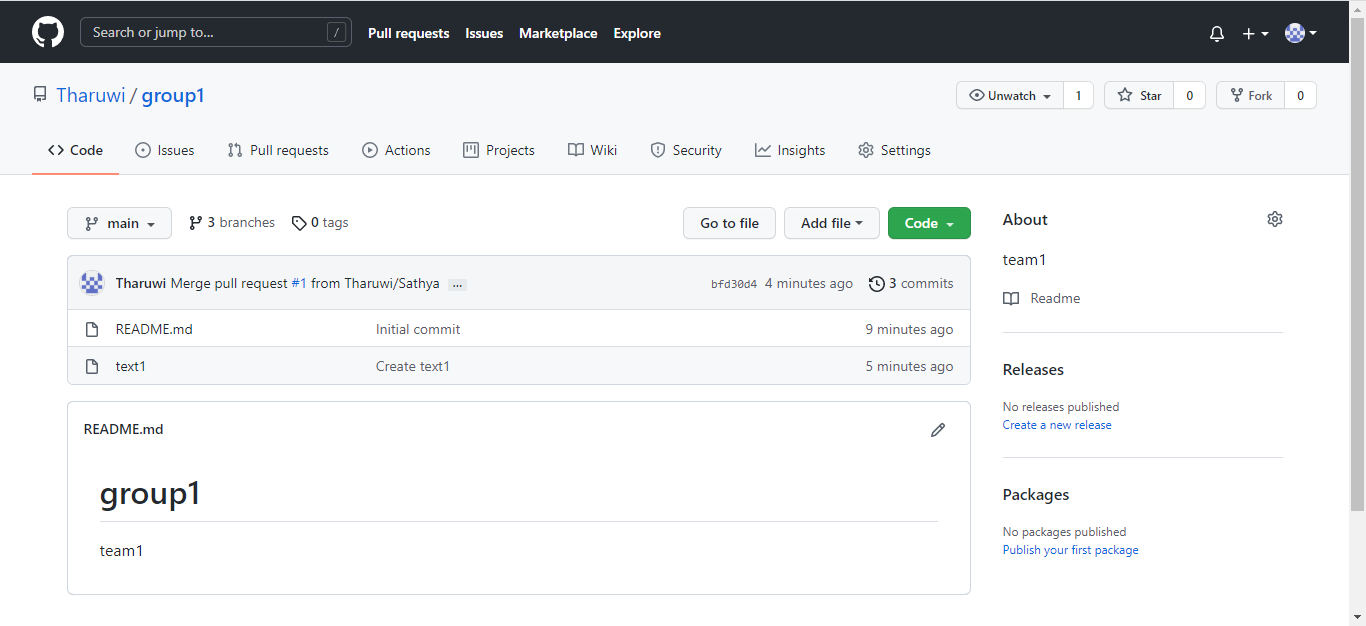 Search or jump to... /
Pull requests Issues Marketplace Explore
Tharuwi / group1
Unwatch 1 Star 0 Fork 0
Code Issues Pull requests Actions Projects Wiki Security Insights Settings
main 3 branches 0 tags Go to file Add file Code
Tharuwi Merge pull request #1 from Tharuwi/Sathya ... bfd30d4 4 minutes ago 3 commits
README.md Initial commit 9 minutes ago
text1 Create text1 5 minutes ago
README.md
group1
team1
About
team1
Readme
Releases
No releases published
Create a new release
Packages
No packages published
Publish your first package